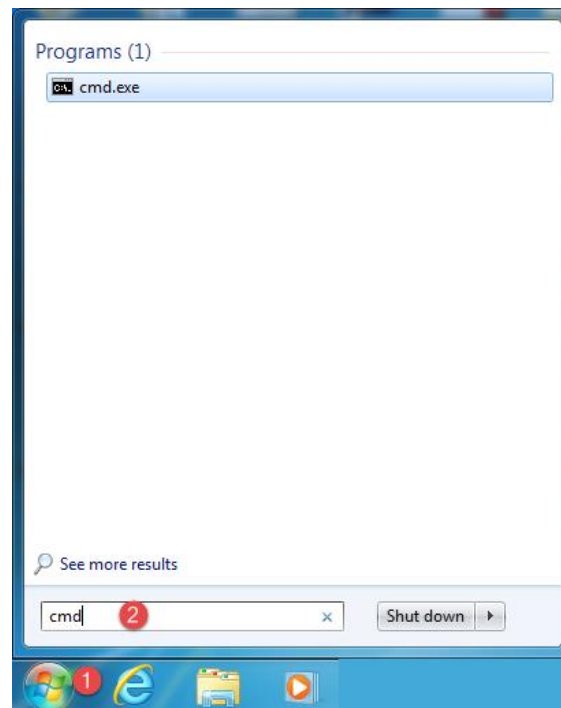 Programs (1)
C:\.
cmd.exe
See more results
cmd 2
Shut down
1